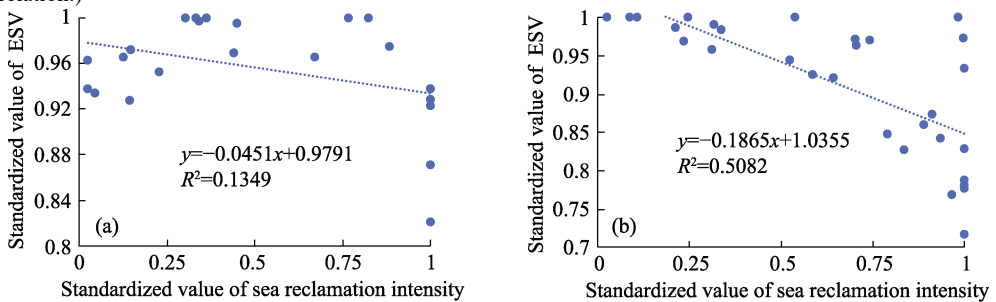 Standardized value of ESV
1
0.96
0.92
0.88
0.84
0.8
y=−0.0451x+0.9791
R²=0.1349
(a)
0 0.25 0.5 0.75 1
Standardized value of sea reclamation intensity
Standardized value of ESV
1
0.95
0.9
0.85
0.8
0.75
0.7
y=−0.1865x+1.0355
R²=0.5082
(b)
0 0.25 0.5 0.75 1
Standardized value of sea reclamation intensity